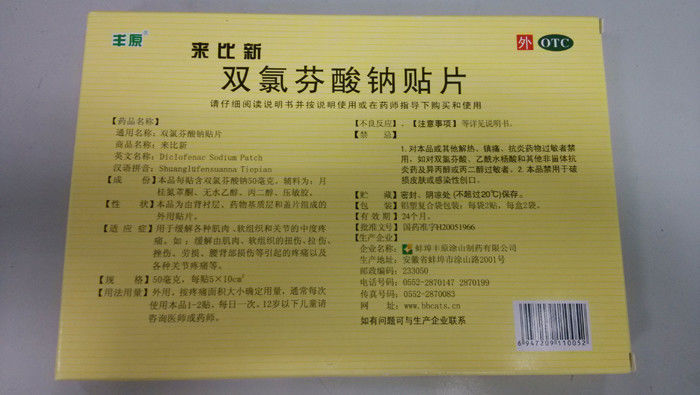 丰原
来比新
外 OTC
双氯芬酸钠贴片
请仔细阅读说明书并按说明使用或在药师指导下购买和使用
【药品名称】
通用名称：双氯芬酸钠贴片
商品名称：来比新
英文名称：Diclofenac Sodium Patch
汉语拼音：Shuanglufensuanna Tiepian
【成 份】本品每贴含双氯芬酸钠50毫克，辅料为：月
桂氮䓬酮、无水乙醇、丙二醇、压敏胶。
【性 状】本品为由背衬层、药物基质层和盖片组成的
外用贴片。
【适 应 症】用于缓解各种肌肉、软组织和关节的中度疼
痛。如：缓解由肌肉、软组织的扭伤、拉伤、
挫伤、劳损、腰背部损伤等引起的疼痛以及
各种关节疼痛等。
【规 格】50毫克，每贴5×10cm²
【用法用量】外用。按疼痛面积大小确定用量，通常每次
使用本品1-2贴，每日一次。12岁以下儿童请
咨询医师或药师。
【不良反应】、【注意事项】等详见说明书。
【禁 忌】
1.对本品或其他解热、镇痛、抗炎药物过敏者禁
用，如对双氯芬酸、乙酰水杨酸和其他非甾体抗
炎药及异丙醇或丙二醇过敏者。2.本品禁用于破
损皮肤或感染性创口。
【贮 藏】密封、阴凉处（不超过20℃）保存。
【包 装】铝塑复合袋包装；每袋2贴，每盒2袋。
【有 效 期】24个月。
【批准文号】国药准字H20051966
【生产企业】
企业名称：蚌埠丰原涂山制药有限公司
生产地址：安徽省蚌埠市涂山路2001号
邮政编码：233050
电话号码：0552-2870147 2870199
传真号码：0552-2870083
网 址：www.bbcats.cn
如有问题可与生产企业联系
6 947209 110052